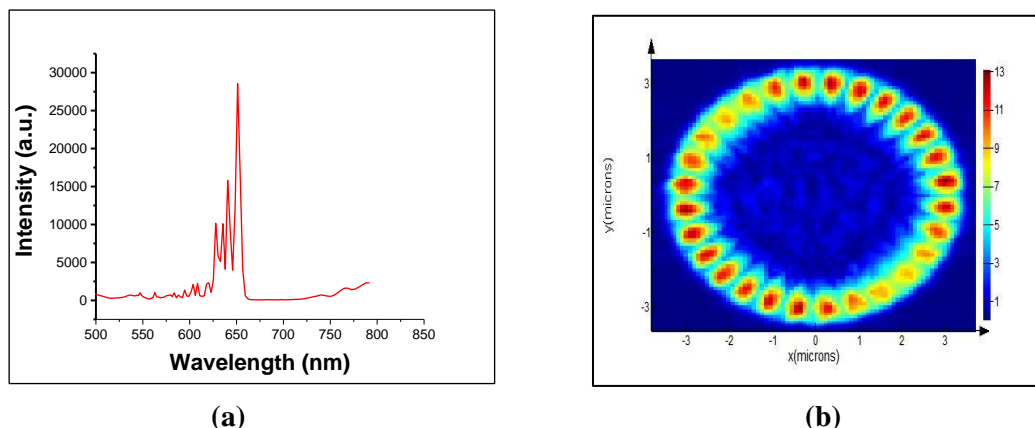 Intensity (a.u.)
30000
25000
20000
15000
10000
5000
0
500 550 600 650 700 750 800 850
Wavelength (nm)
(a)
y(microns)
3
1
-1
-3
-3 -2 -1 0 1 2 3
x(microns)
13
11
9
7
5
3
1
(b)